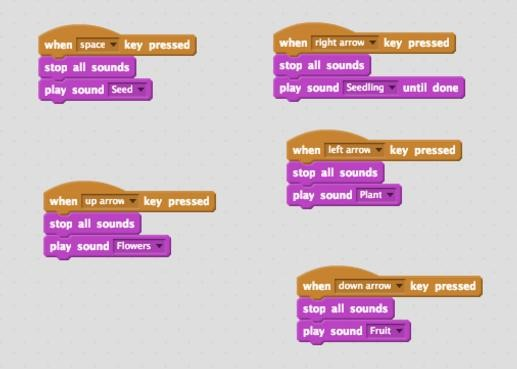 when space key pressed
stop all sounds
play sound Seed
when right arrow key pressed
stop all sounds
play sound Seedling until done
when left arrow key pressed
stop all sounds
play sound Plant
when up arrow key pressed
stop all sounds
play sound Flowers
when down arrow key pressed
stop all sounds
play sound Fruit